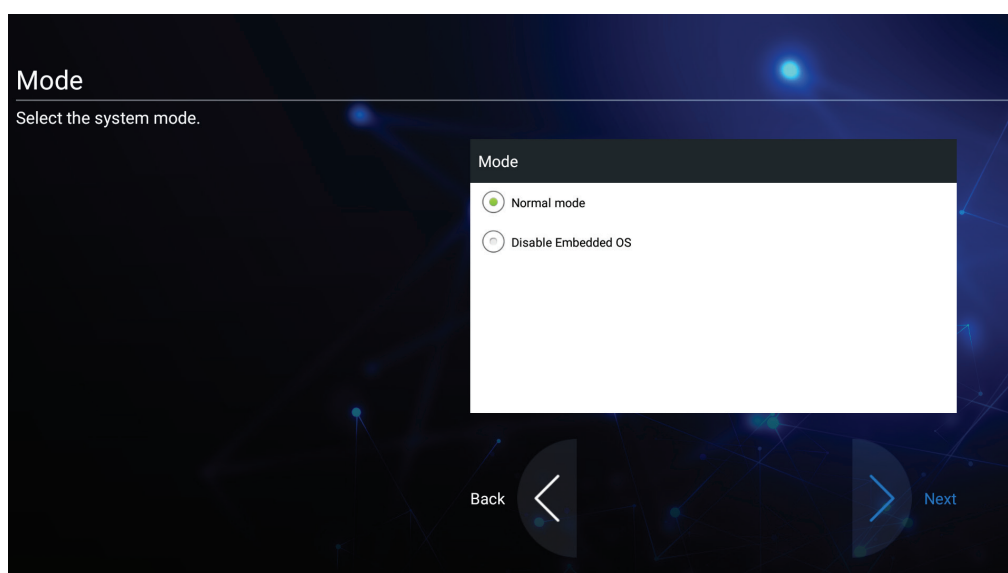 Mode
Select the system mode.
Mode
Normal mode
Disable Embedded OS
Back
Next